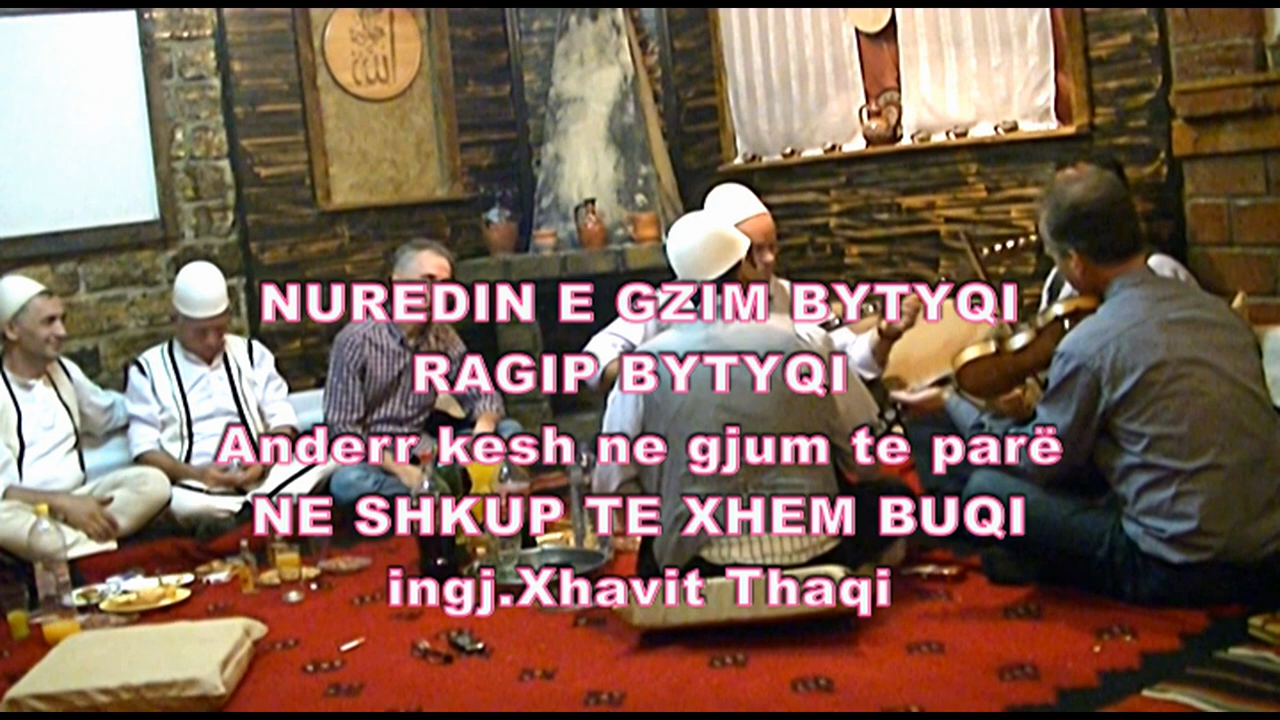 NUREDIN E GZIM BYTYQI
RAGIP BYTYQI
Anderr kesh ne gjum te parë
NE SHKUP TE XHEM BUQI
ingj.Xhavit Thaqi